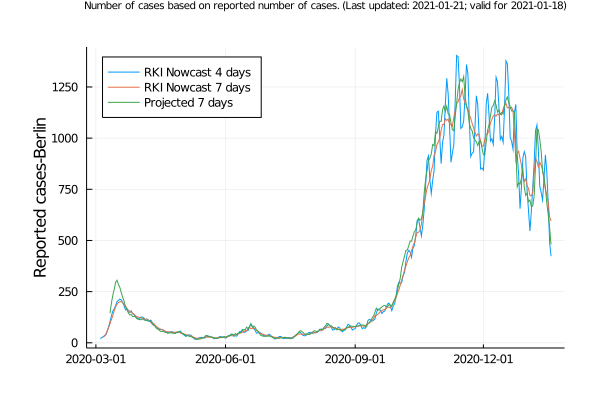 Number of cases based on reported number of cases. (Last updated: 2021-01-21; valid for 2021-01-18)
RKI Nowcast 4 days
RKI Nowcast 7 days
Projected 7 days
Reported cases-Berlin
1250
1000
750
500
250
0
2020-03-01 2020-06-01 2020-09-01 2020-12-01